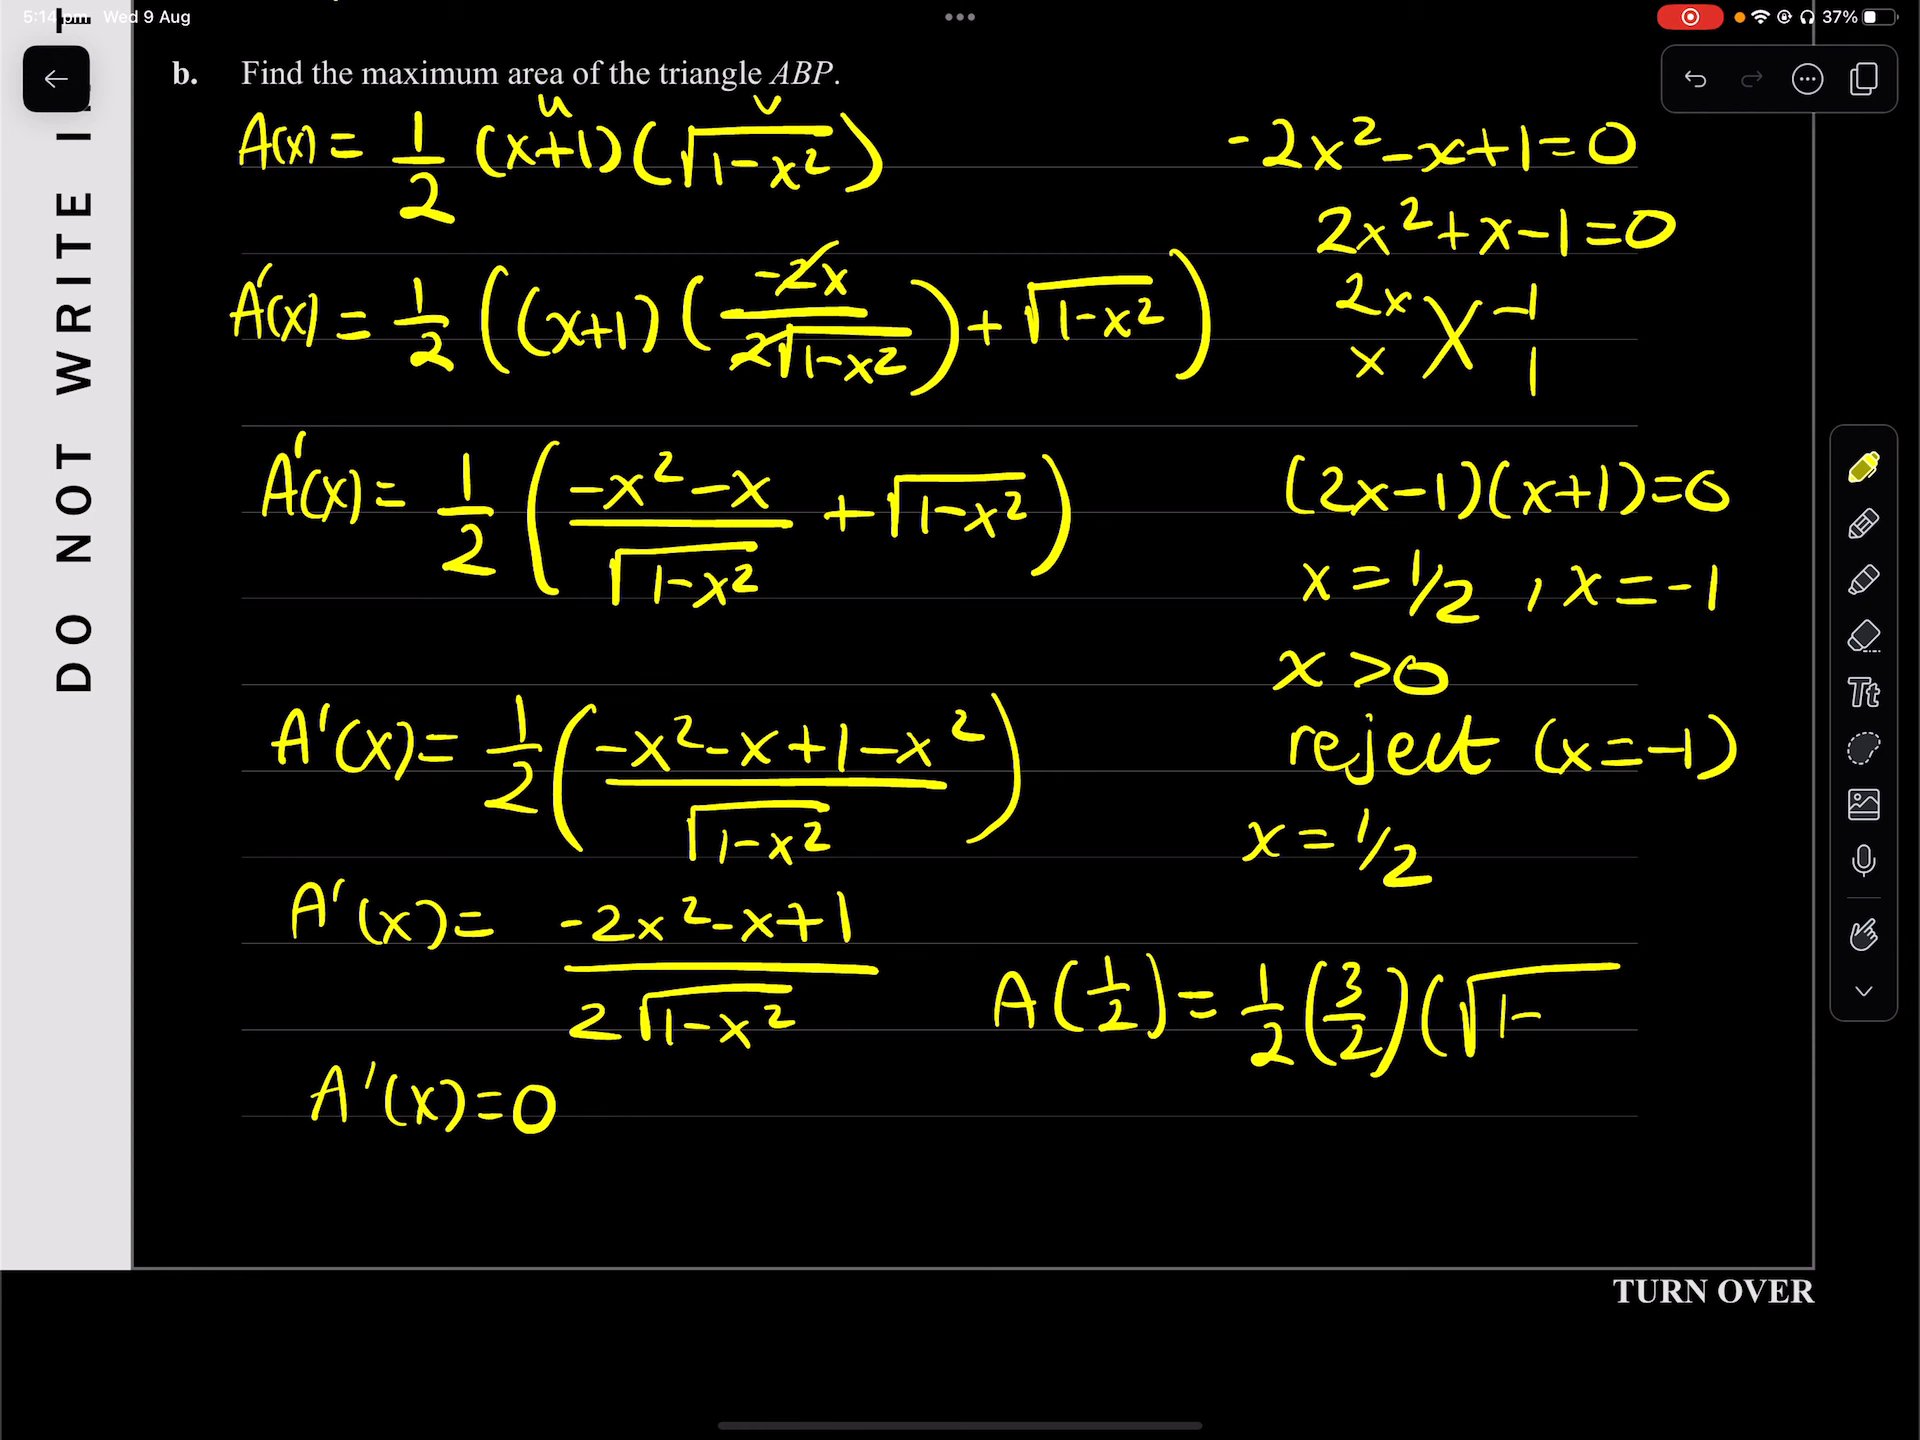 5:14 pm Wed 9 Aug
37%
DO NOT WRITE I
b. Find the maximum area of the triangle ABP.
u v
A(x) = 1/2 (x+1)(√(1-x²))
A'(x) = 1/2 ((x+1)(-2x/(2√(1-x²))) + √(1-x²))
A'(x) = 1/2 ((-x²-x)/√(1-x²) + √(1-x²))
A'(x) = 1/2 ((-x²-x+1-x²)/√(1-x²))
A'(x) = (-2x²-x+1)/(2√(1-x²))
A'(x)=0
-2x²-x+1=0
2x²+x-1=0
2x -1
x 1
(2x-1)(x+1)=0
x=1/2 , x=-1
x>0
reject (x=-1)
x=1/2
A(1/2) = 1/2 (3/2)(√(1-
TURN OVER
Tt